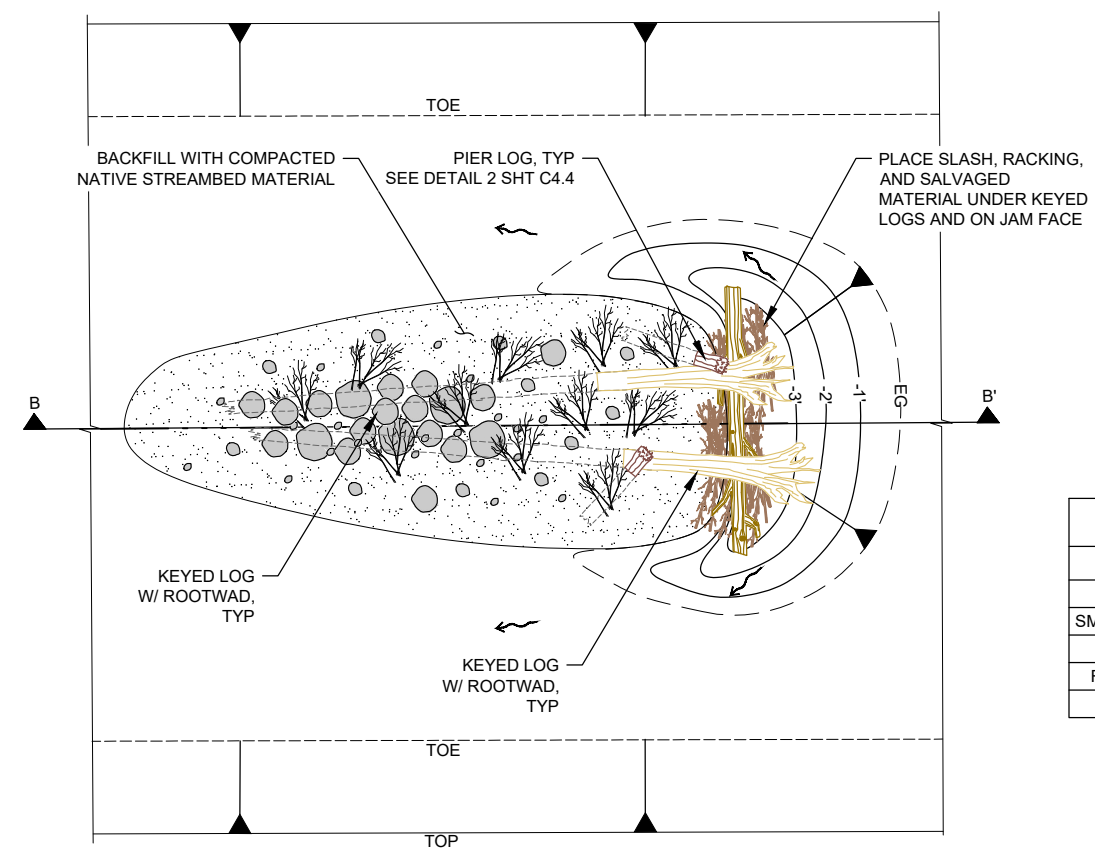 TOE
BACKFILL WITH COMPACTED
NATIVE STREAMBED MATERIAL
PIER LOG, TYP
SEE DETAIL 2 SHT C4.4
PLACE SLASH, RACKING,
AND SALVAGED
MATERIAL UNDER KEYED
LOGS AND ON JAM FACE
B
-3'
-2'
-1'
EG
B'
KEYED LOG
W/ ROOTWAD,
TYP
SM
F
KEYED LOG
W/ ROOTWAD,
TYP
TOE
TOP